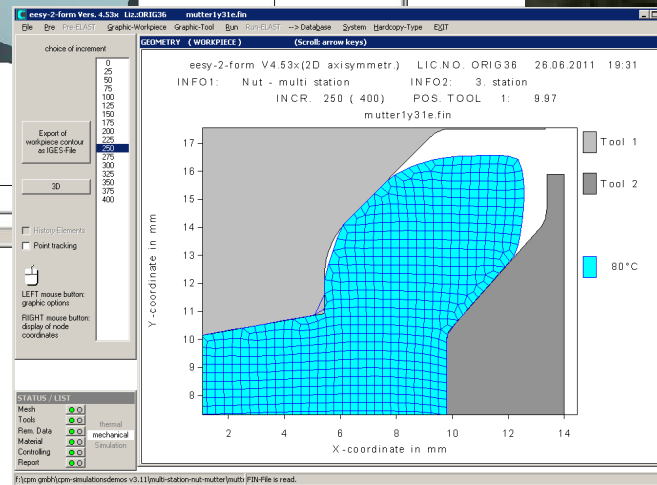 eesy-2-form Vers. 4.53x Liz.:ORIG36 mutter1y31e.fin
File Pre Pre-ELAST Graphic-Workpiece Graphic-Tool Run Run-ELAST --> Database System Hardcopy-Type EXIT
choice of increment
0
25
50
75
100
125
150
175
200
225
250
275
300
325
350
375
400
Export of
workpiece contour
as IGES-File
3D
History-Elements
Point tracking
LEFT mouse button:
graphic options
RIGHT mouse button:
display of node
coordinates
STATUS / LIST
Mesh
Tools
Rem. Data
Material
Controlling
Report
thermal
mechanical
Simulation
GEOMETRY ( WORKPIECE ) (Scroll: arrow keys)
eesy-2-form V4.53x(2D axisymmetr.) LIC.NO. ORIG36 26.06.2011 19:31
INFO1: Nut - multi station INFO2: 3. station
INCR. 250 ( 400) POS. TOOL 1: 9.97
mutter1y31e.fin
17
16
15
14
13
12
11
10
9
8
Y-coordinate in mm
2 4 6 8 10 12 14
X-coordinate in mm
Tool 1
Tool 2
80°C
f:\cpm gmbh\cpm-simulationsdemos v3.11\multi-station-nut-mutter\mutt FIN-File is read.